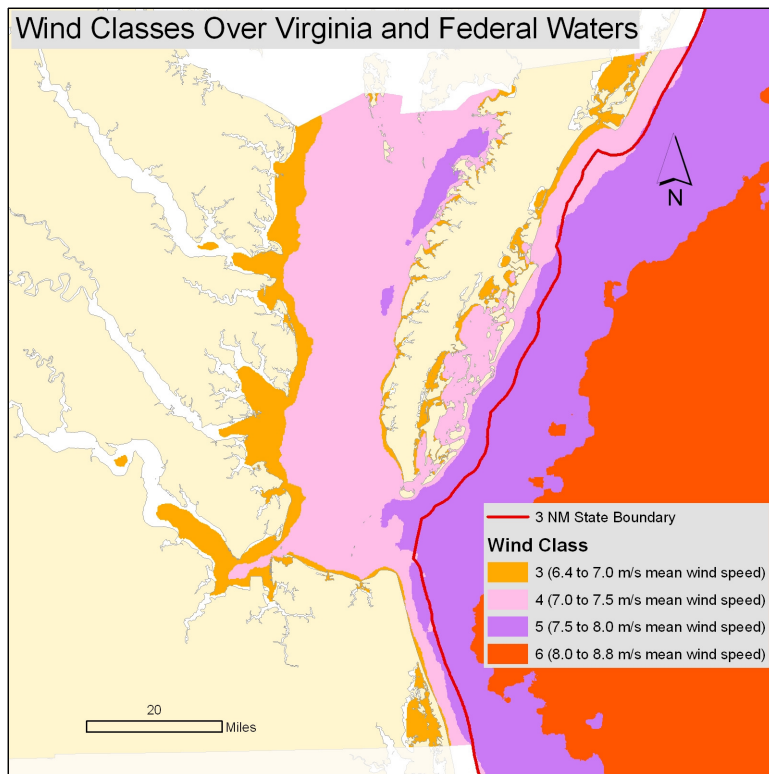 Wind Classes Over Virginia and Federal Waters
N
3 NM State Boundary
Wind Class
3 (6.4 to 7.0 m/s mean wind speed)
4 (7.0 to 7.5 m/s mean wind speed)
5 (7.5 to 8.0 m/s mean wind speed)
6 (8.0 to 8.8 m/s mean wind speed)
20
Miles